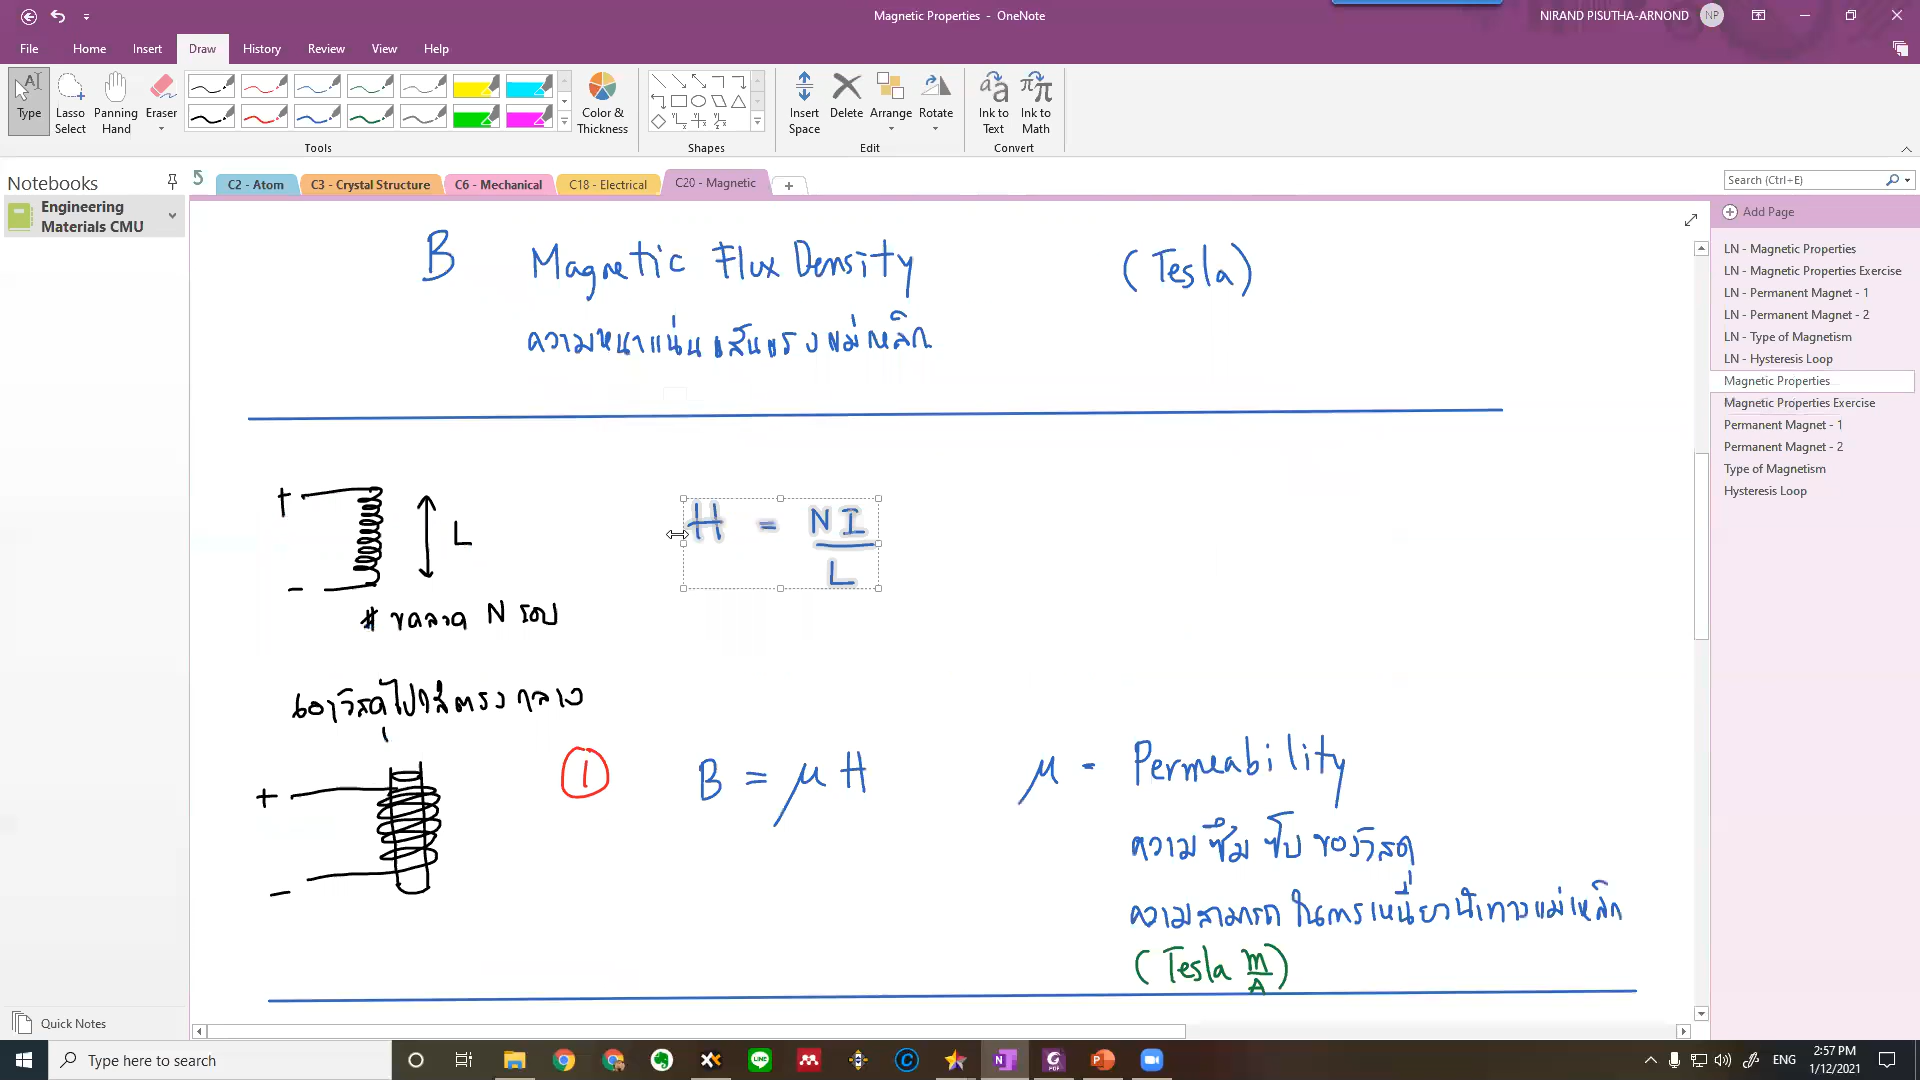 Magnetic Properties - OneNote
NIRAND PISUTHA-ARNOND NP
File Home Insert Draw History Review View Help
Type
Lasso Select
Panning Hand
Eraser
Color & Thickness
Insert Space
Delete
Arrange
Rotate
Ink to Text
Ink to Math
Tools Shapes Edit Convert
Notebooks
C2 - Atom C3 - Crystal Structure C6 - Mechanical C18 - Electrical C20 - Magnetic
Search (Ctrl+E)
Engineering Materials CMU
Add Page
LN - Magnetic Properties
LN - Magnetic Properties Exercise
LN - Permanent Magnet - 1
LN - Permanent Magnet - 2
LN - Type of Magnetism
LN - Hysteresis Loop
Magnetic Properties
Magnetic Properties Exercise
Permanent Magnet - 1
Permanent Magnet - 2
Type of Magnetism
Hysteresis Loop
B Magnetic Flux Density (Tesla)
ความหนาแน่นเส้นแรงแม่เหล็ก
+
L
-
H = NI
L
# ขดลวด N รอบ
เอาวัสดุไปใส่ตรงกลาง
+
-
1 B = μ H
μ - Permeability
ความซึมซับของวัสดุ
ความสามารถในการเหนี่ยวนำทางแม่เหล็ก
(Tesla m/A)
Quick Notes
Type here to search
ENG
2:57 PM
1/12/2021